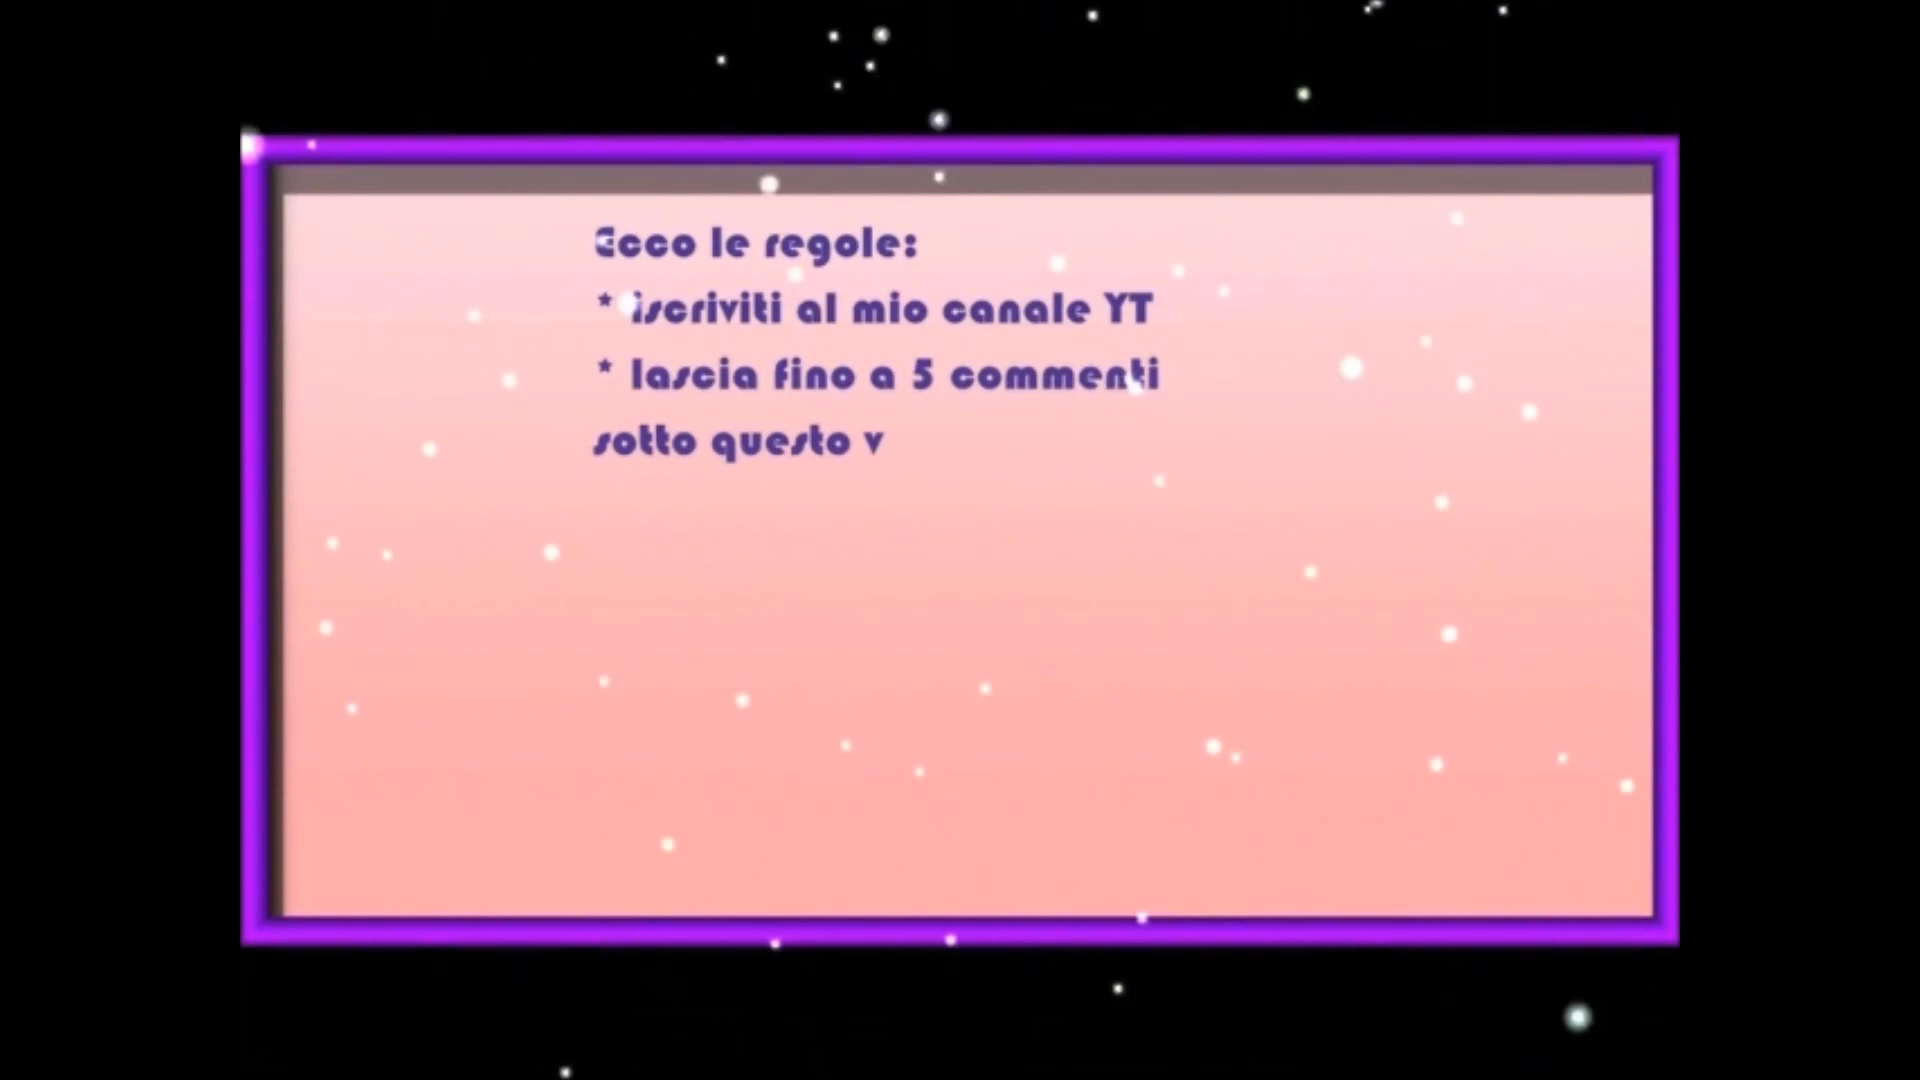 Ecco le regole:
* iscriviti al mio canale YT
* lascia fino a 5 commenti
sotto questo v